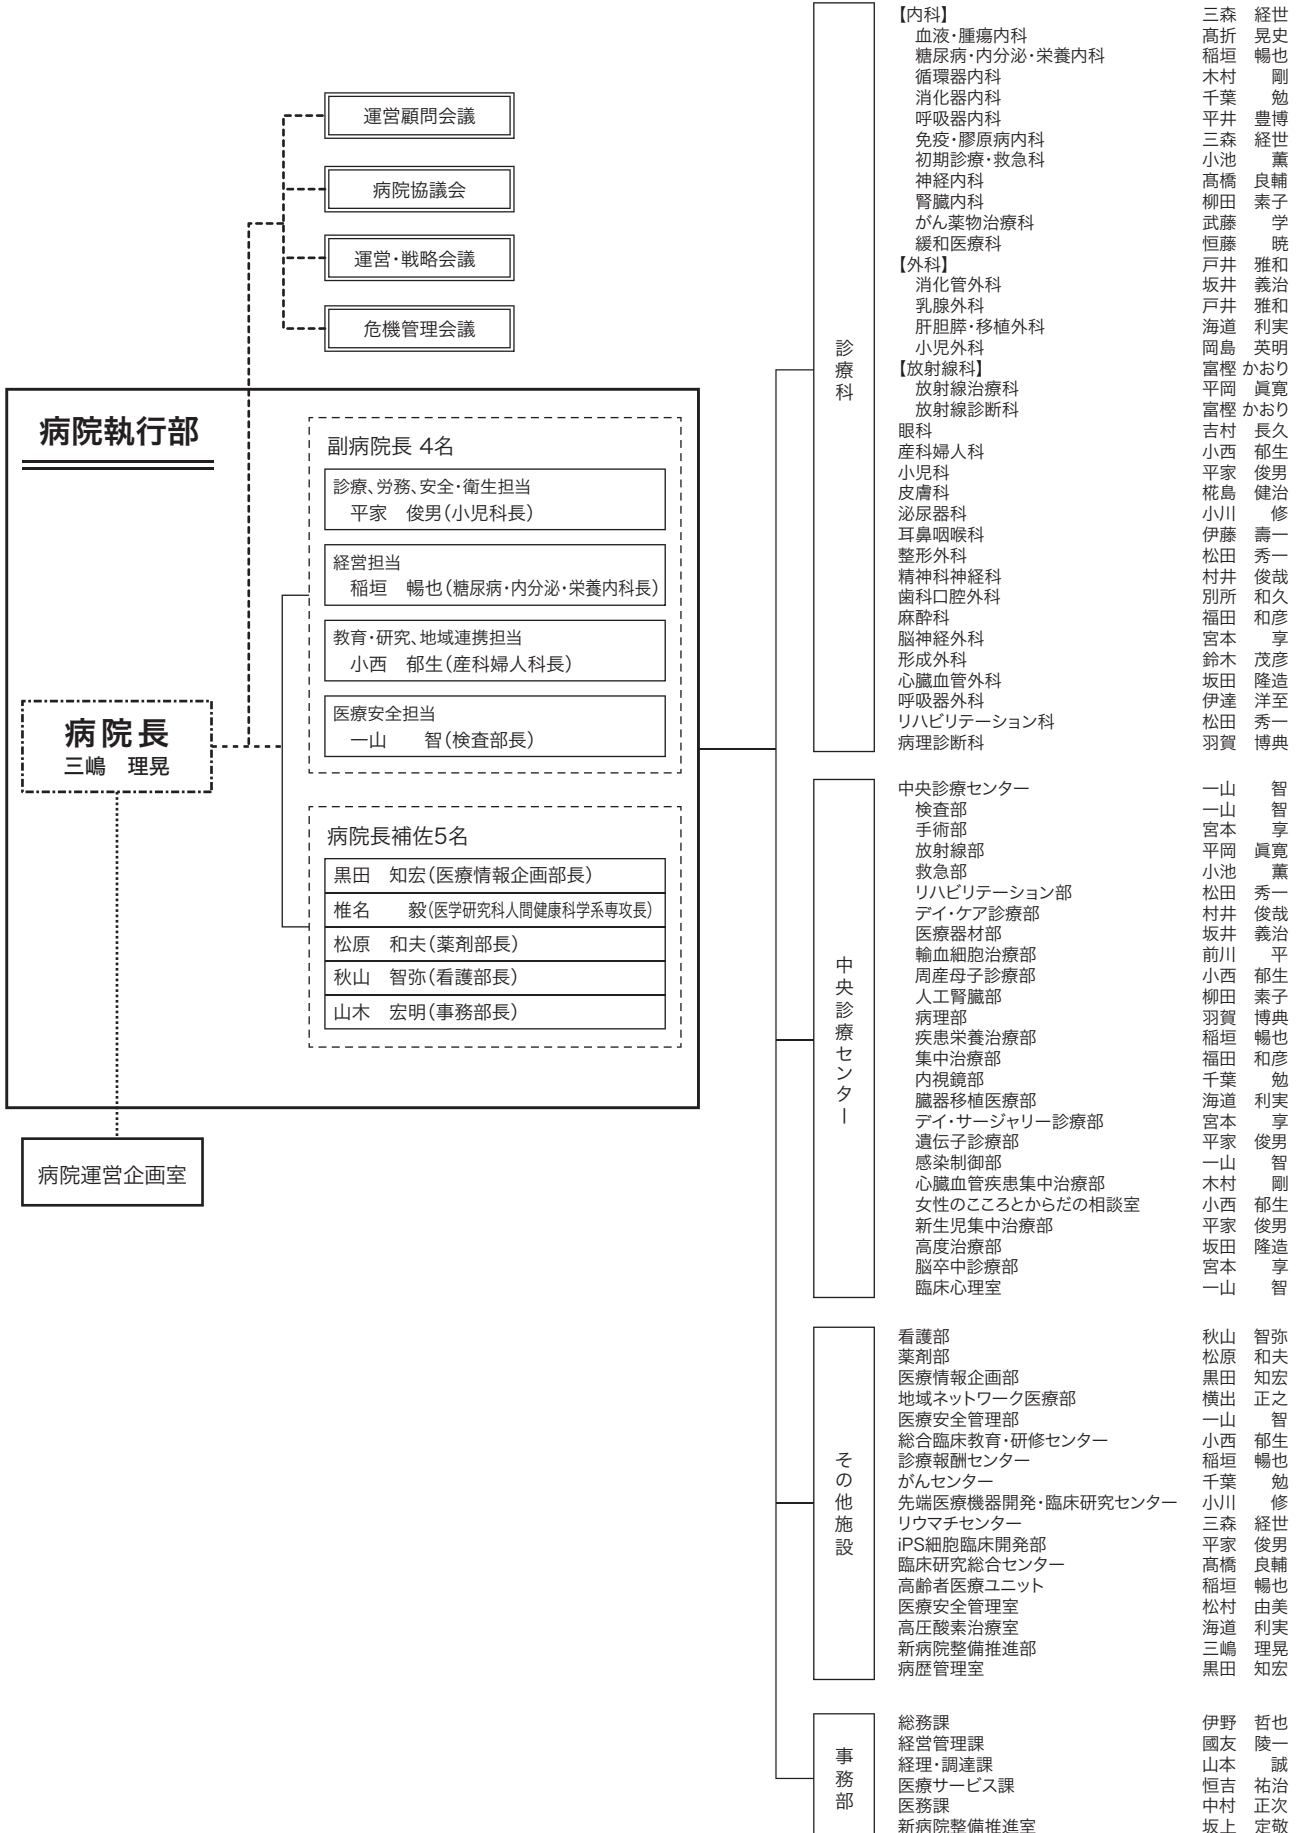 運営顧問会議
病院協議会
運営・戦略会議
危機管理会議
病院執行部
副病院長 4名
診療、労務、安全・衛生担当
平家 俊男(小児科長)
経営担当
稲垣 暢也(糖尿病・内分泌・栄養内科長)
教育・研究、地域連携担当
小西 郁生(産科婦人科長)
医療安全担当
一山 智(検査部長)
病院長
三嶋 理晃
病院長補佐5名
黒田 知宏(医療情報企画部長)
椎名 毅(医学研究科人間健康科学系専攻長)
松原 和夫(薬剤部長)
秋山 智弥(看護部長)
山木 宏明(事務部長)
病院運営企画室
診療科
【内科】 三森 経世
血液・腫瘍内科 髙折 晃史
糖尿病・内分泌・栄養内科 稲垣 暢也
循環器内科 木村 剛
消化器内科 千葉 勉
呼吸器内科 平井 豊博
免疫・膠原病内科 三森 経世
初期診療・救急科 小池 薫
神経内科 髙橋 良輔
腎臓内科 柳田 素子
がん薬物治療科 武藤 学
緩和医療科 恒藤 暁
【外科】 戸井 雅和
消化管外科 坂井 義治
乳腺外科 戸井 雅和
肝胆膵・移植外科 海道 利実
小児外科 岡島 英明
【放射線科】 富樫 かおり
放射線治療科 平岡 眞寛
放射線診断科 富樫 かおり
眼科 吉村 長久
産科婦人科 小西 郁生
小児科 平家 俊男
皮膚科 椛島 健治
泌尿器科 小川 修
耳鼻咽喉科 伊藤 壽一
整形外科 松田 秀一
精神科神経科 村井 俊哉
歯科口腔外科 別所 和久
麻酔科 福田 和彦
脳神経外科 宮本 享
形成外科 鈴木 茂彦
心臓血管外科 坂田 隆造
呼吸器外科 伊達 洋至
リハビリテーション科 松田 秀一
病理診断科 羽賀 博典
中央診療センター
中央診療センター 一山 智
検査部 一山 智
手術部 宮本 享
放射線部 平岡 眞寛
救急部 小池 薫
リハビリテーション部 松田 秀一
デイ・ケア診療部 村井 俊哉
医療器材部 坂井 義治
輸血細胞治療部 前川 平
周産母子診療部 小西 郁生
人工腎臓部 柳田 素子
病理部 羽賀 博典
疾患栄養治療部 稲垣 暢也
集中治療部 福田 和彦
内視鏡部 千葉 勉
臓器移植医療部 海道 利実
デイ・サージャリー診療部 宮本 享
遺伝子診療部 平家 俊男
感染制御部 一山 智
心臓血管疾患集中治療部 木村 剛
女性のこころとからだの相談室 小西 郁生
新生児集中治療部 平家 俊男
高度治療部 坂田 隆造
脳卒中診療部 宮本 享
臨床心理室 一山 智
その他施設
看護部 秋山 智弥
薬剤部 松原 和夫
医療情報企画部 黒田 知宏
地域ネットワーク医療部 横出 正之
医療安全管理部 一山 智
総合臨床教育・研修センター 小西 郁生
診療報酬センター 稲垣 暢也
がんセンター 千葉 勉
先端医療機器開発・臨床研究センター 小川 修
リウマチセンター 三森 経世
iPS細胞臨床開発部 平家 俊男
臨床研究総合センター 髙橋 良輔
高齢者医療ユニット 稲垣 暢也
医療安全管理室 松村 由美
高圧酸素治療室 海道 利実
新病院整備推進部 三嶋 理晃
病歴管理室 黒田 知宏
事務部
総務課 伊野 哲也
経営管理課 國友 陵一
経理・調達課 山本 誠
医療サービス課 恒吉 祐治
医務課 中村 正次
新病院整備推進室 坂上 定敬